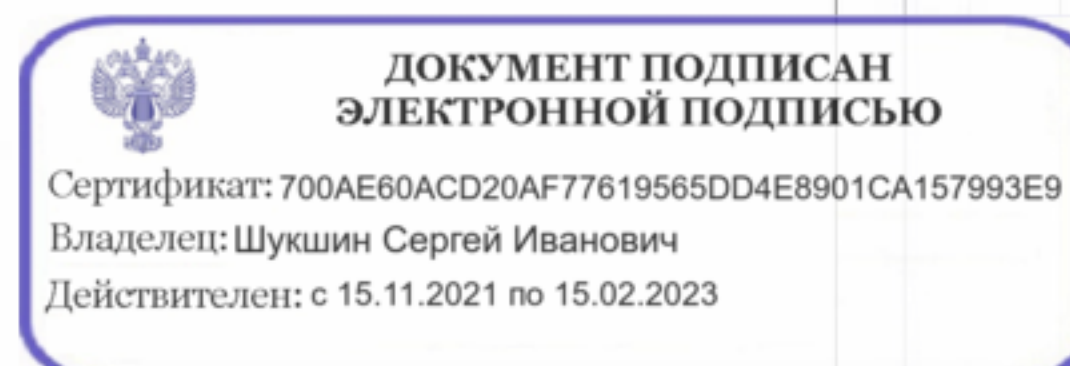 ДОКУМЕНТ ПОДПИСАН
ЭЛЕКТРОННОЙ ПОДПИСЬЮ
Сертификат: 700AE60ACD20AF77619565DD4E8901CA157993E9
Владелец: Шукшин Сергей Иванович
Действителен: с 15.11.2021 по 15.02.2023